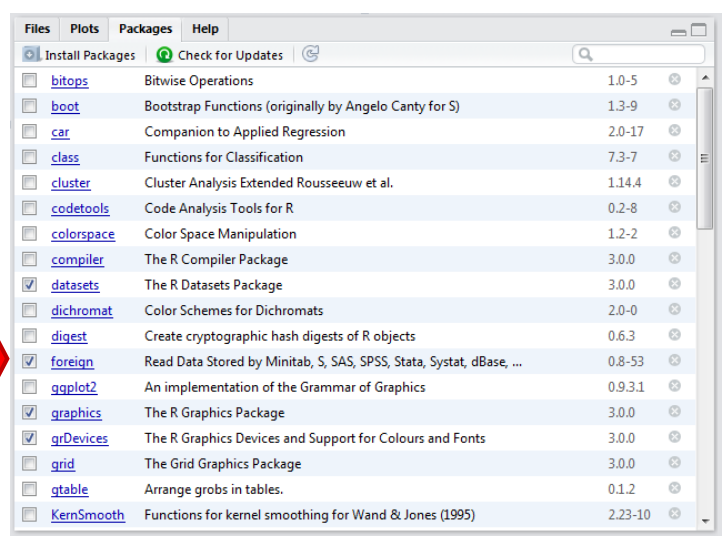 Files Plots Packages Help
Install Packages Check for Updates
bitops Bitwise Operations 1.0-5
boot Bootstrap Functions (originally by Angelo Canty for S) 1.3-9
car Companion to Applied Regression 2.0-17
class Functions for Classification 7.3-7
cluster Cluster Analysis Extended Rousseeuw et al. 1.14.4
codetools Code Analysis Tools for R 0.2-8
colorspace Color Space Manipulation 1.2-2
compiler The R Compiler Package 3.0.0
datasets The R Datasets Package 3.0.0
dichromat Color Schemes for Dichromats 2.0-0
digest Create cryptographic hash digests of R objects 0.6.3
foreign Read Data Stored by Minitab, S, SAS, SPSS, Stata, Systat, dBase, ... 0.8-53
ggplot2 An implementation of the Grammar of Graphics 0.9.3.1
graphics The R Graphics Package 3.0.0
grDevices The R Graphics Devices and Support for Colours and Fonts 3.0.0
grid The Grid Graphics Package 3.0.0
gtable Arrange grobs in tables. 0.1.2
KernSmooth Functions for kernel smoothing for Wand & Jones (1995) 2.23-10